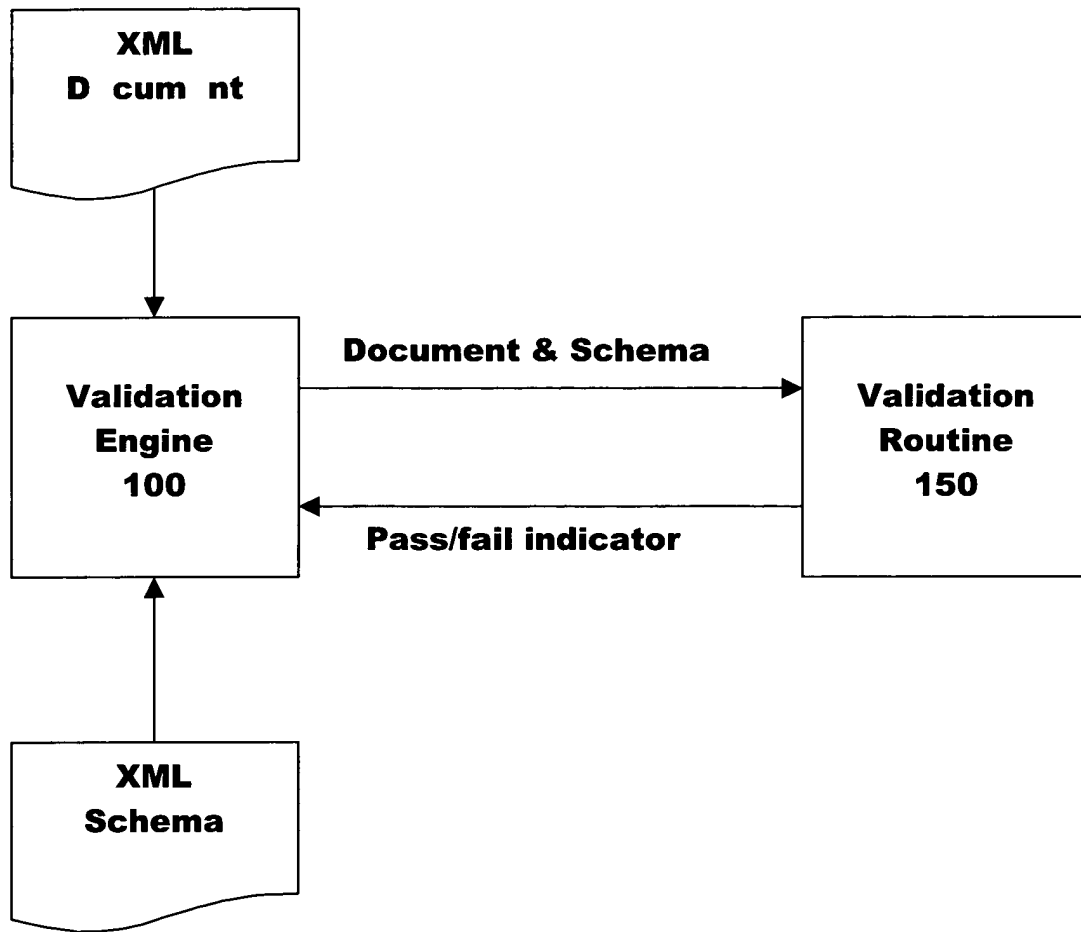 XML
D cum nt
Document & Schema
Validation
Engine
100
Validation
Routine
150
Pass/fail indicator
XML
Schema